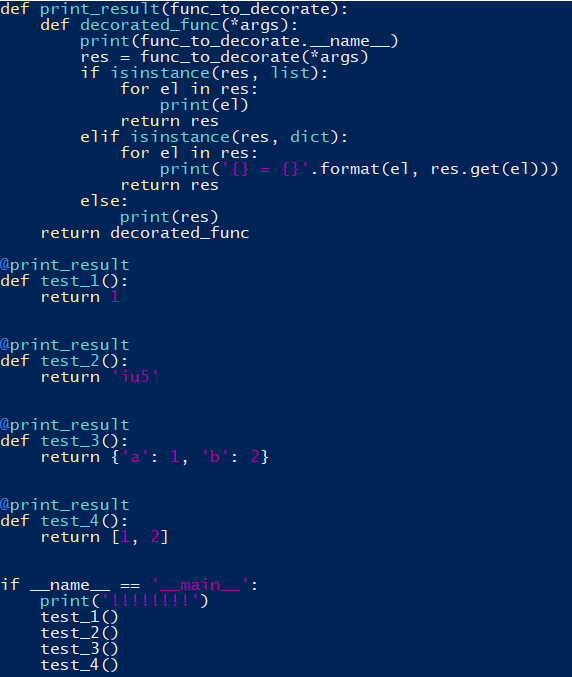 def print_result(func_to_decorate):
    def decorated_func(*args):
        print(func_to_decorate.__name__)
        res = func_to_decorate(*args)
        if isinstance(res, list):
            for el in res:
                print(el)
            return res
        elif isinstance(res, dict):
            for el in res:
                print('{} = {}'.format(el, res.get(el)))
            return res
        else:
            print(res)
    return decorated_func

@print_result
def test_1():
    return 1


@print_result
def test_2():
    return 'iu5'


@print_result
def test_3():
    return {'a': 1, 'b': 2}


@print_result
def test_4():
    return [1, 2]


if __name__ == '__main__':
    print('!!!!!!!!')
    test_1()
    test_2()
    test_3()
    test_4()